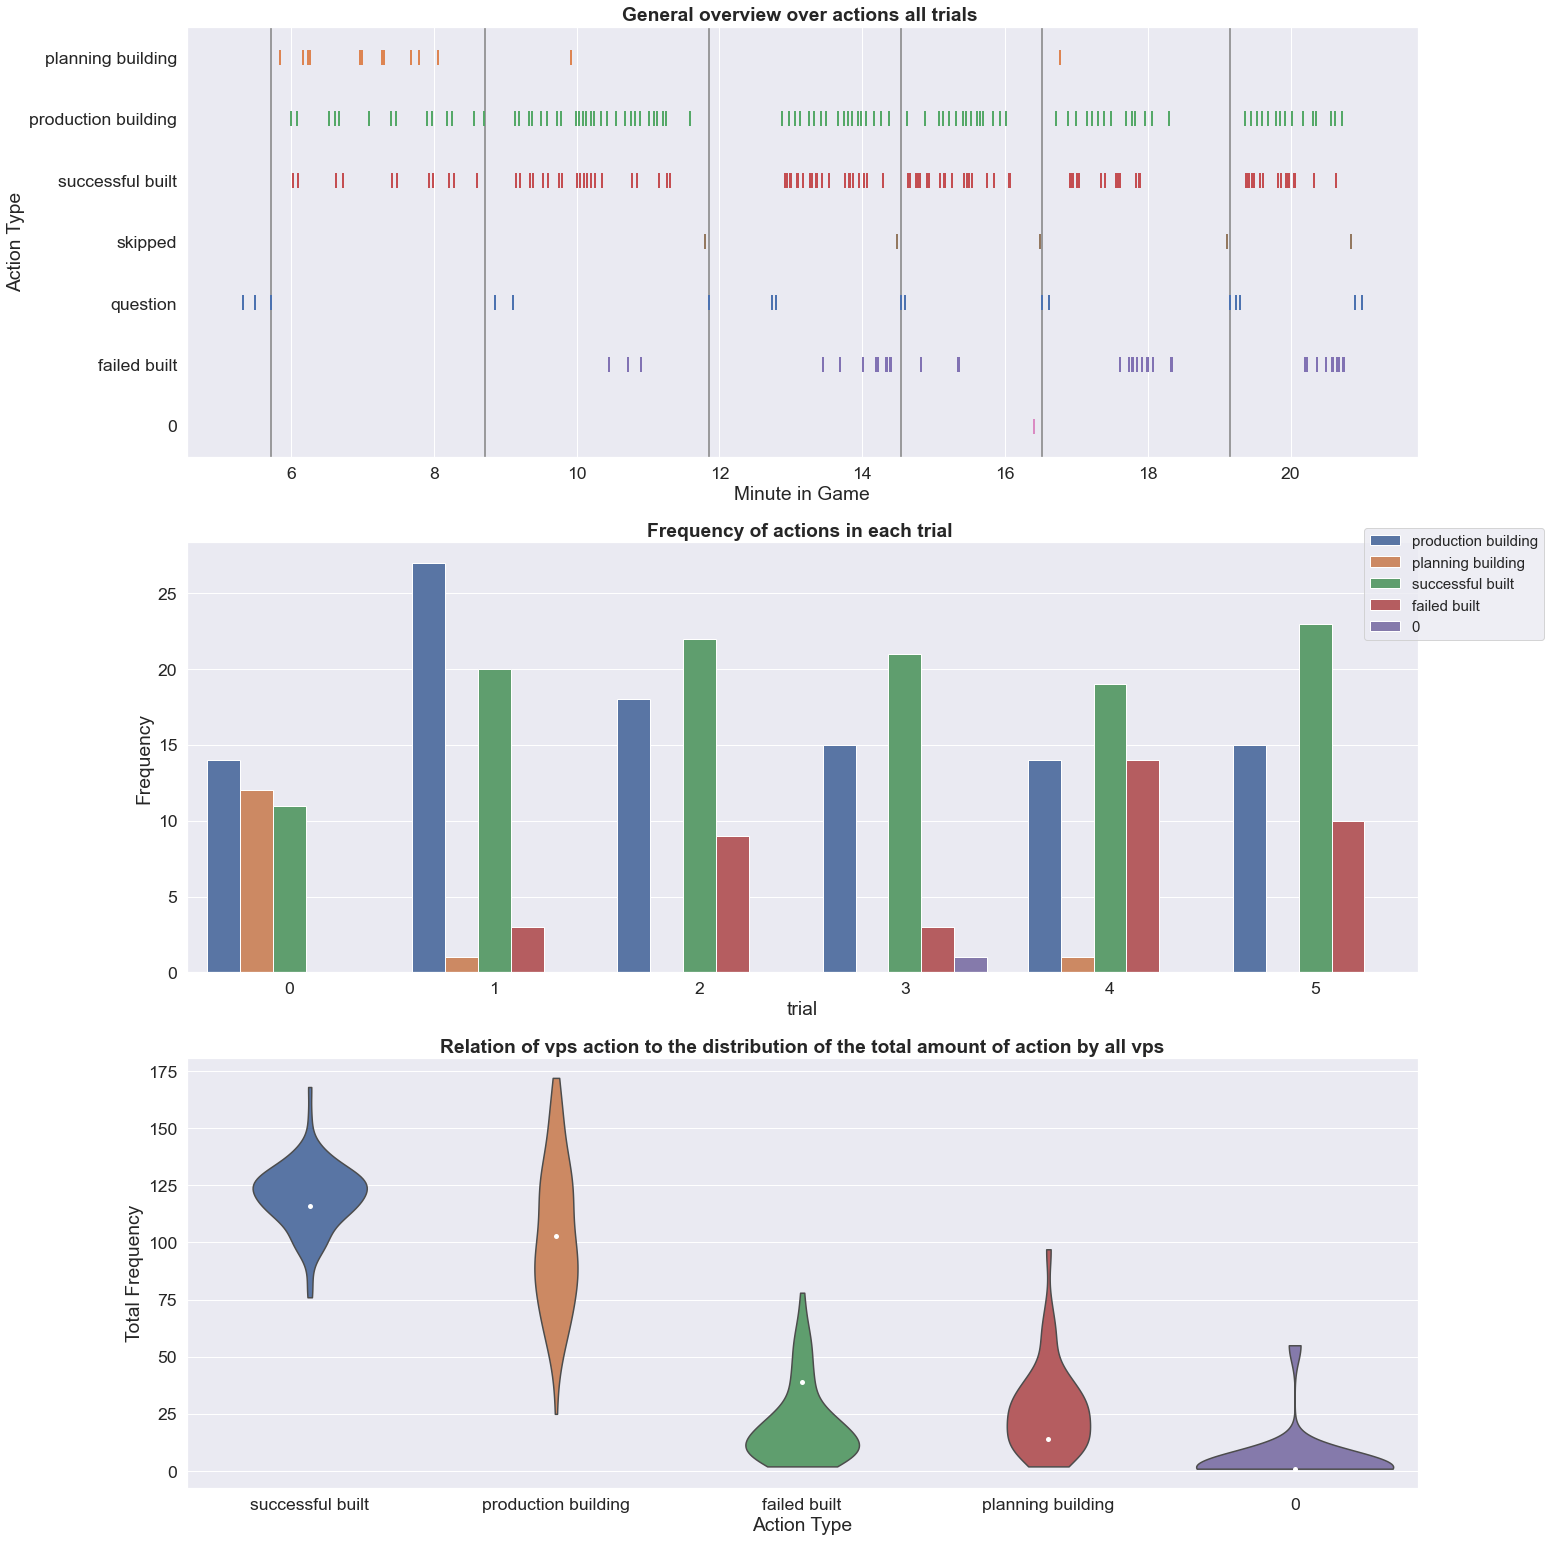 General overview over actions all trials
planning building
production building
successful built
skipped
question
failed built
0
Action Type
6 8 10 12 14 16 18 20
Minute in Game
Frequency of actions in each trial
production building
planning building
successful built
failed built
0
25
20
15
10
5
0
Frequency
0 1 2 3 4 5
trial
Relation of vps action to the distribution of the total amount of action by all vps
175
150
125
100
75
50
25
0
Total Frequency
successful built production building failed built planning building 0
Action Type